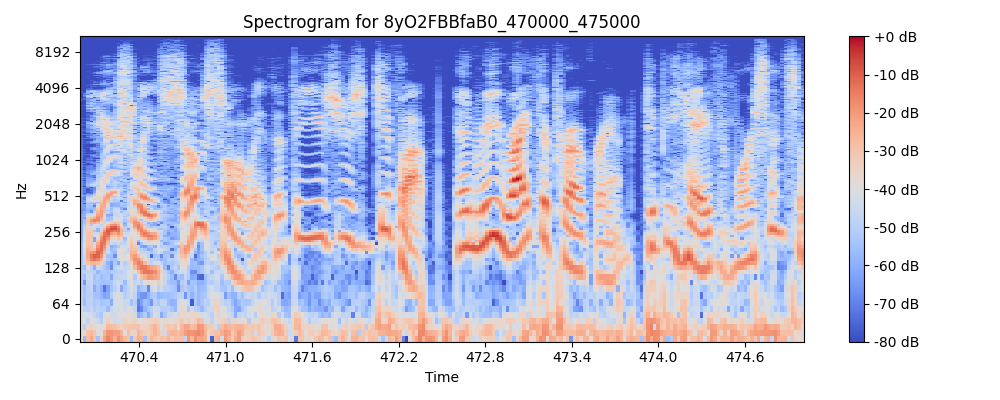 Spectrogram for 8yO2FBBfaB0_470000_475000
Hz
8192
4096
2048
1024
512
256
128
64
0
470.4 471.0 471.6 472.2 472.8 473.4 474.0 474.6
Time
+0 dB
-10 dB
-20 dB
-30 dB
-40 dB
-50 dB
-60 dB
-70 dB
-80 dB